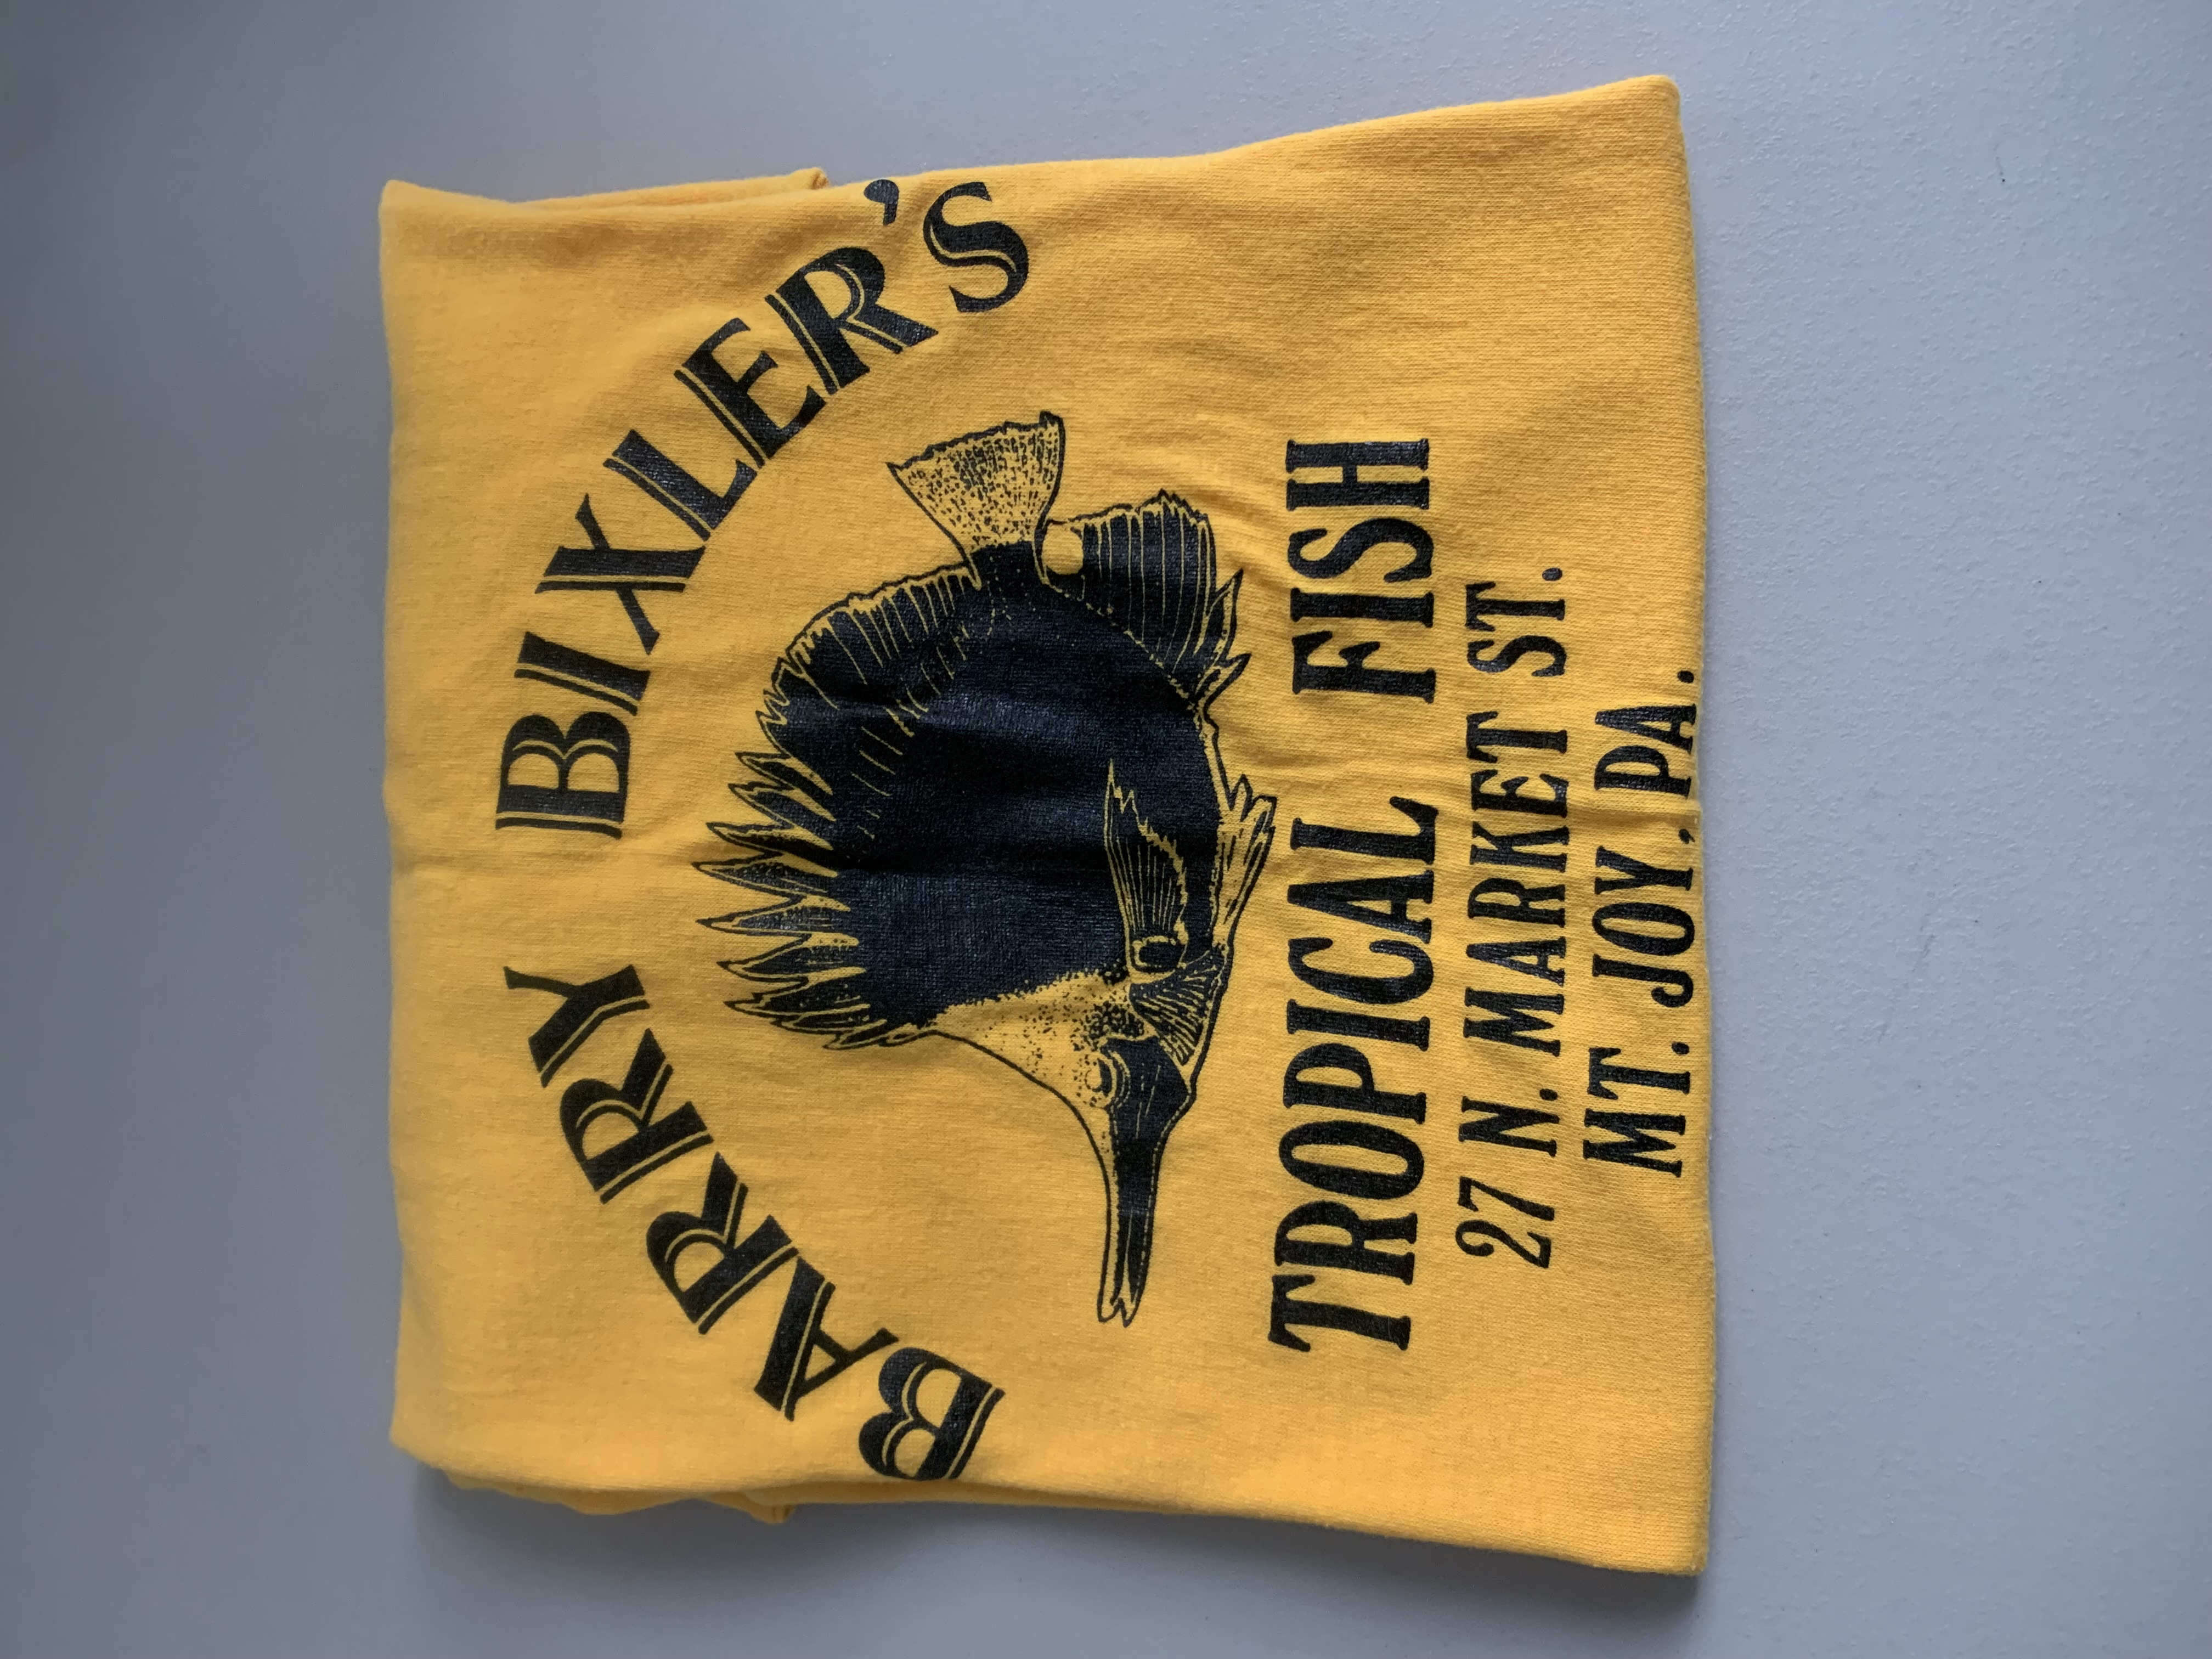 BARRY BIXLER'S
TROPICAL FISH
27 N. MARKET ST.
MT. JOY, PA.